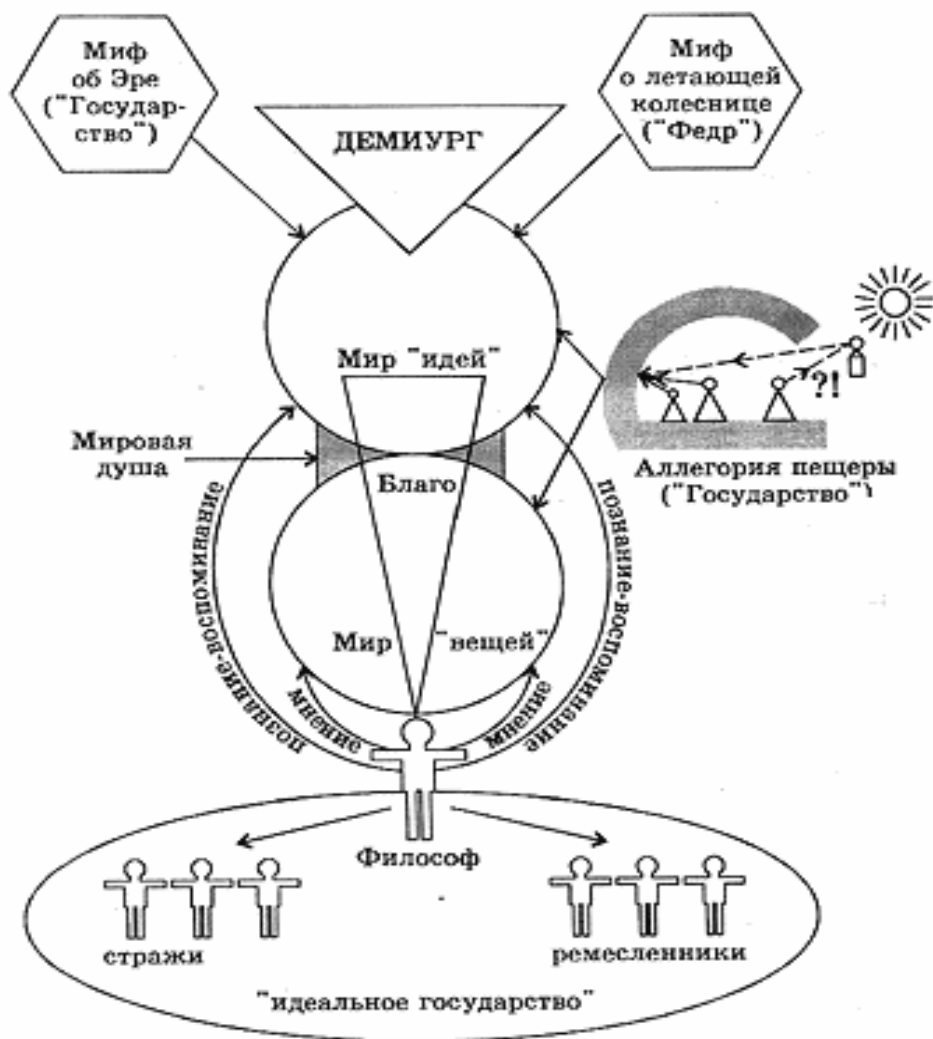 Миф
об Эре
("Государ-
ство")
Миф
о летающей
колеснице
("Федр")
ДЕМИУРГ
Мир "идей"
?!
Мировая
душа
Аллегория пещеры
("Государство")
Благо
познание-воспоминание
познание-воспоминание
Мир "вещей"
мнение
мнение
Философ
стражи
ремесленники
"идеальное государство"